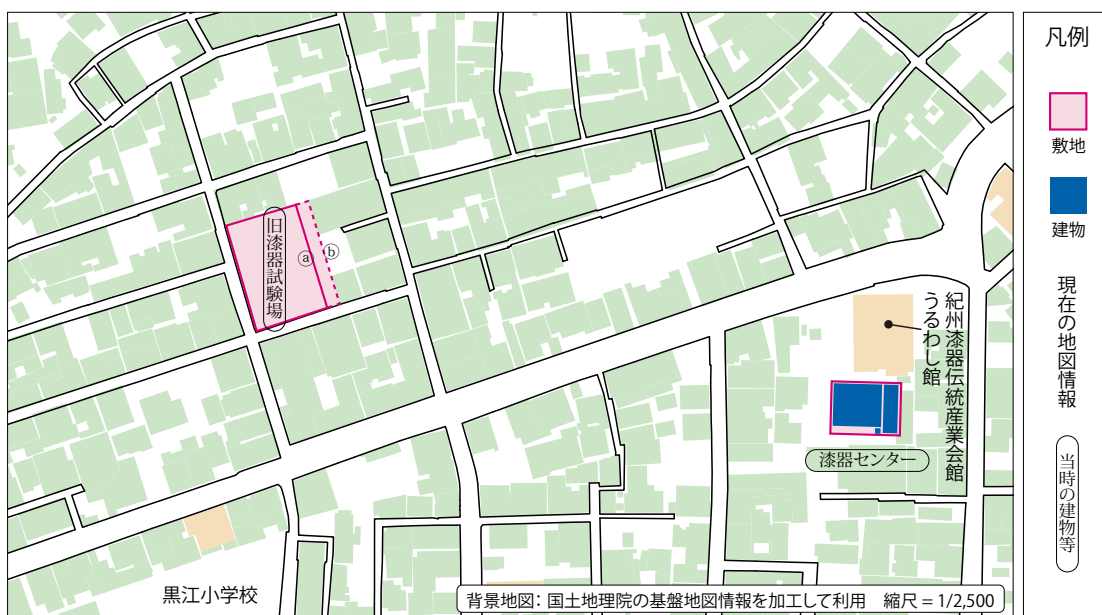 旧漆器試験場
ⓐ
ⓑ
紀州漆器伝統産業会館
うるわし館
漆器センター
黒江小学校
背景地図：国土地理院の基盤地図情報を加工して利用　縮尺＝1/2,500
凡例
敷地
建物
現在の地図情報
当時の建物等